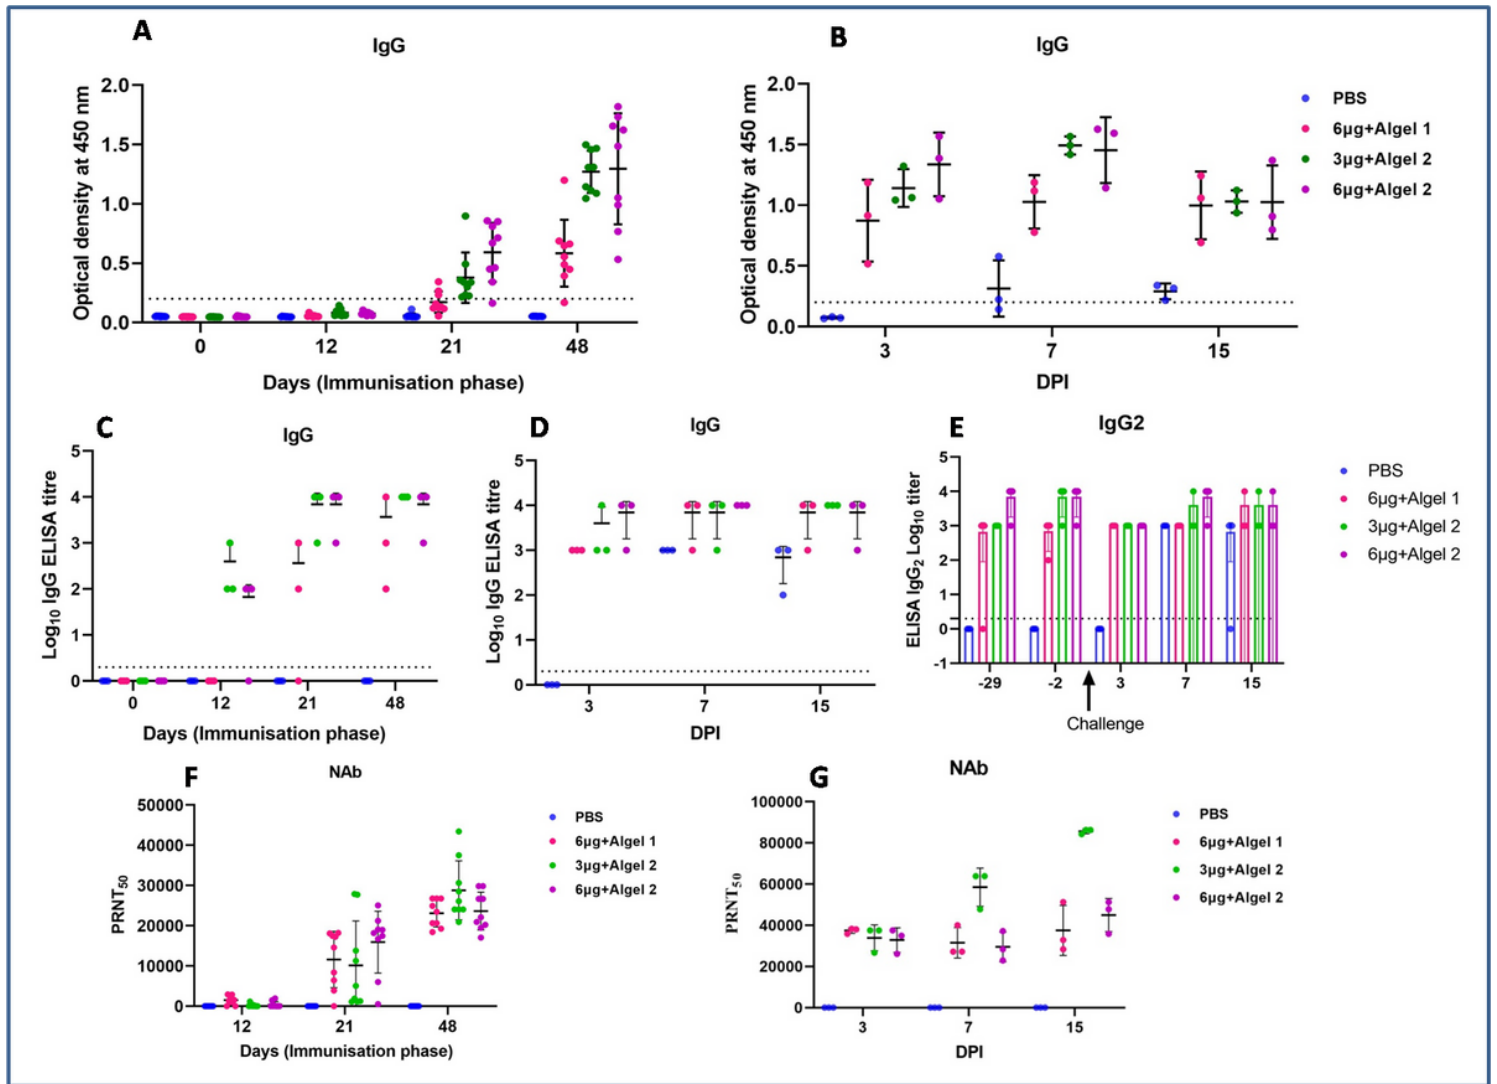 A
IgG
Optical density at 450 nm
2.0
1.5
1.0
0.5
0.0
0 12 21 48
Days (Immunisation phase)
B
IgG
Optical density at 450 nm
2.0
1.5
1.0
0.5
0.0
3 7 15
DPI
PBS
6µg+Algel 1
3µg+Algel 2
6µg+Algel 2
C
IgG
Log10 IgG ELISA titre
5
4
3
2
1
0
0 12 21 48
Days (Immunisation phase)
D
IgG
Log10 IgG ELISA titre
5
4
3
2
1
0
3 7 15
DPI
E
IgG2
ELISA IgG2 Log10 titer
5
4
3
2
1
0
-1
-29 -2 3 7 15
Challenge
PBS
6µg+Algel 1
3µg+Algel 2
6µg+Algel 2
F
NAb
PRNT50
50000
40000
30000
20000
10000
0
12 21 48
Days (Immunisation phase)
PBS
6µg+Algel 1
3µg+Algel 2
6µg+Algel 2
G
NAb
PRNT50
100000
80000
60000
40000
20000
0
3 7 15
DPI
PBS
6µg+Algel 1
3µg+Algel 2
6µg+Algel 2